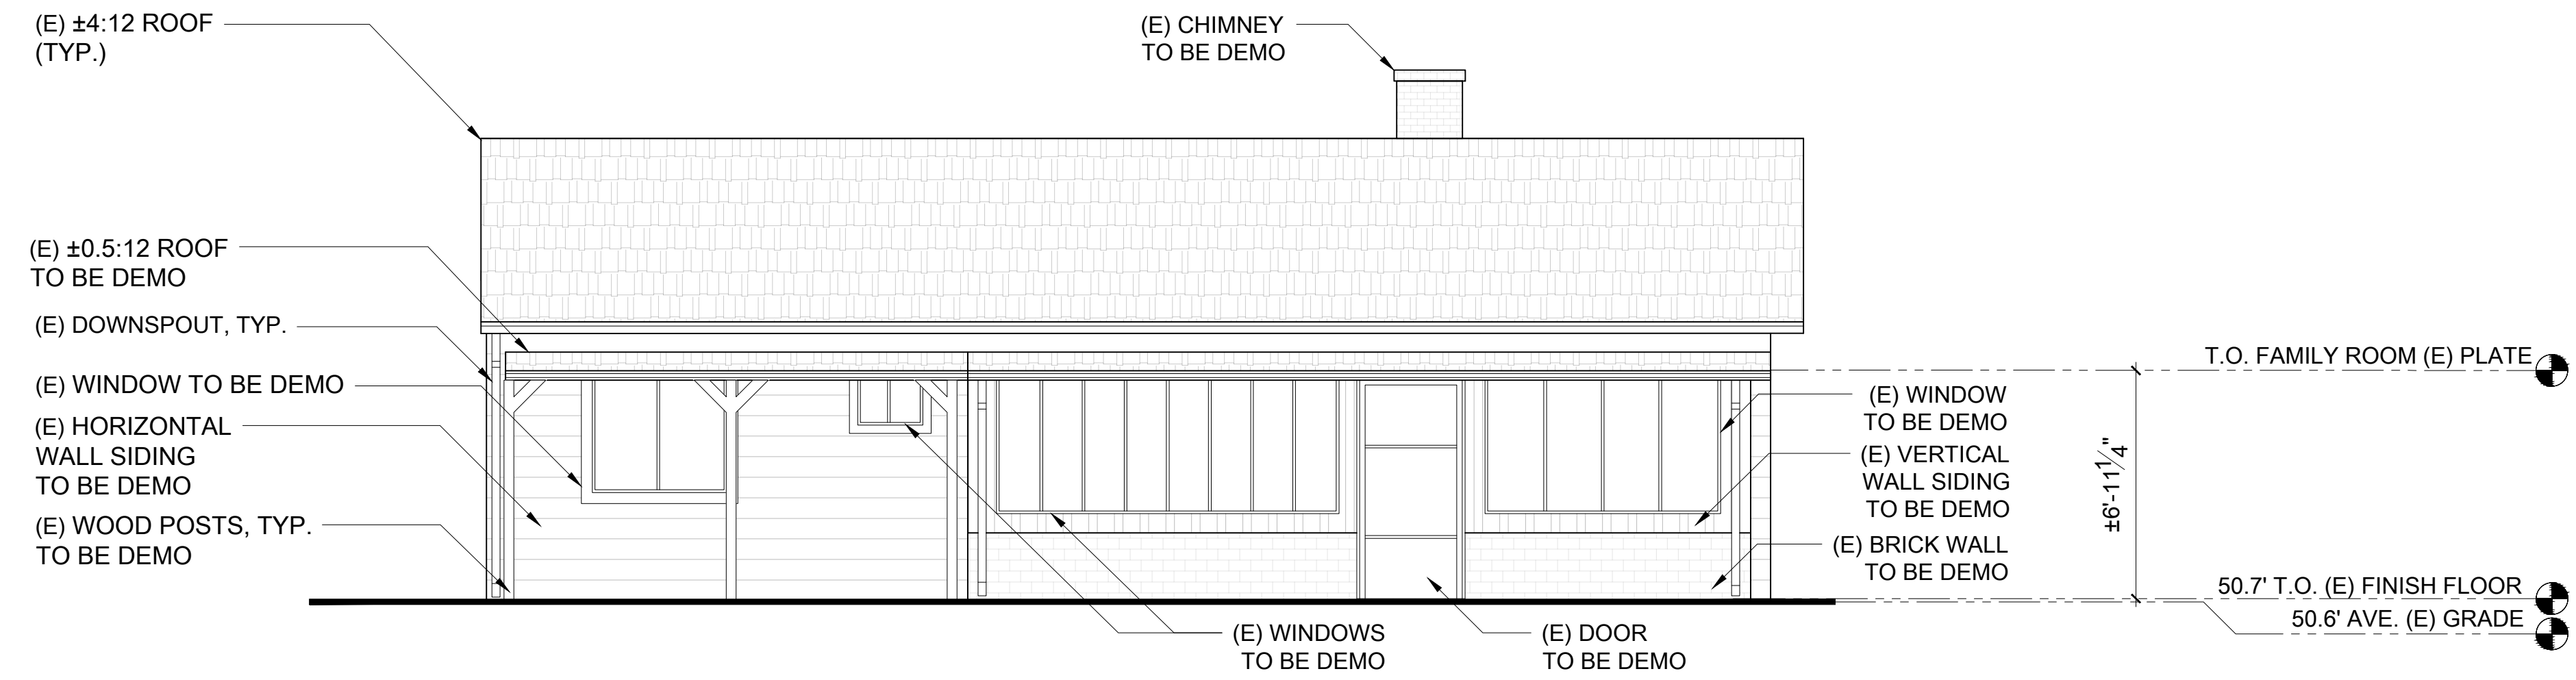 (E) ±4:12 ROOF
(TYP.)
(E) CHIMNEY
TO BE DEMO
(E) ±0.5:12 ROOF
TO BE DEMO
(E) DOWNSPOUT, TYP.
(E) WINDOW TO BE DEMO
(E) HORIZONTAL
WALL SIDING
TO BE DEMO
(E) WOOD POSTS, TYP.
TO BE DEMO
(E) WINDOWS
TO BE DEMO
(E) DOOR
TO BE DEMO
(E) WINDOW
TO BE DEMO
(E) VERTICAL
WALL SIDING
TO BE DEMO
(E) BRICK WALL
TO BE DEMO
T.O. FAMILY ROOM (E) PLATE
±6'-11 1/4"
50.7' T.O. (E) FINISH FLOOR
50.6' AVE. (E) GRADE